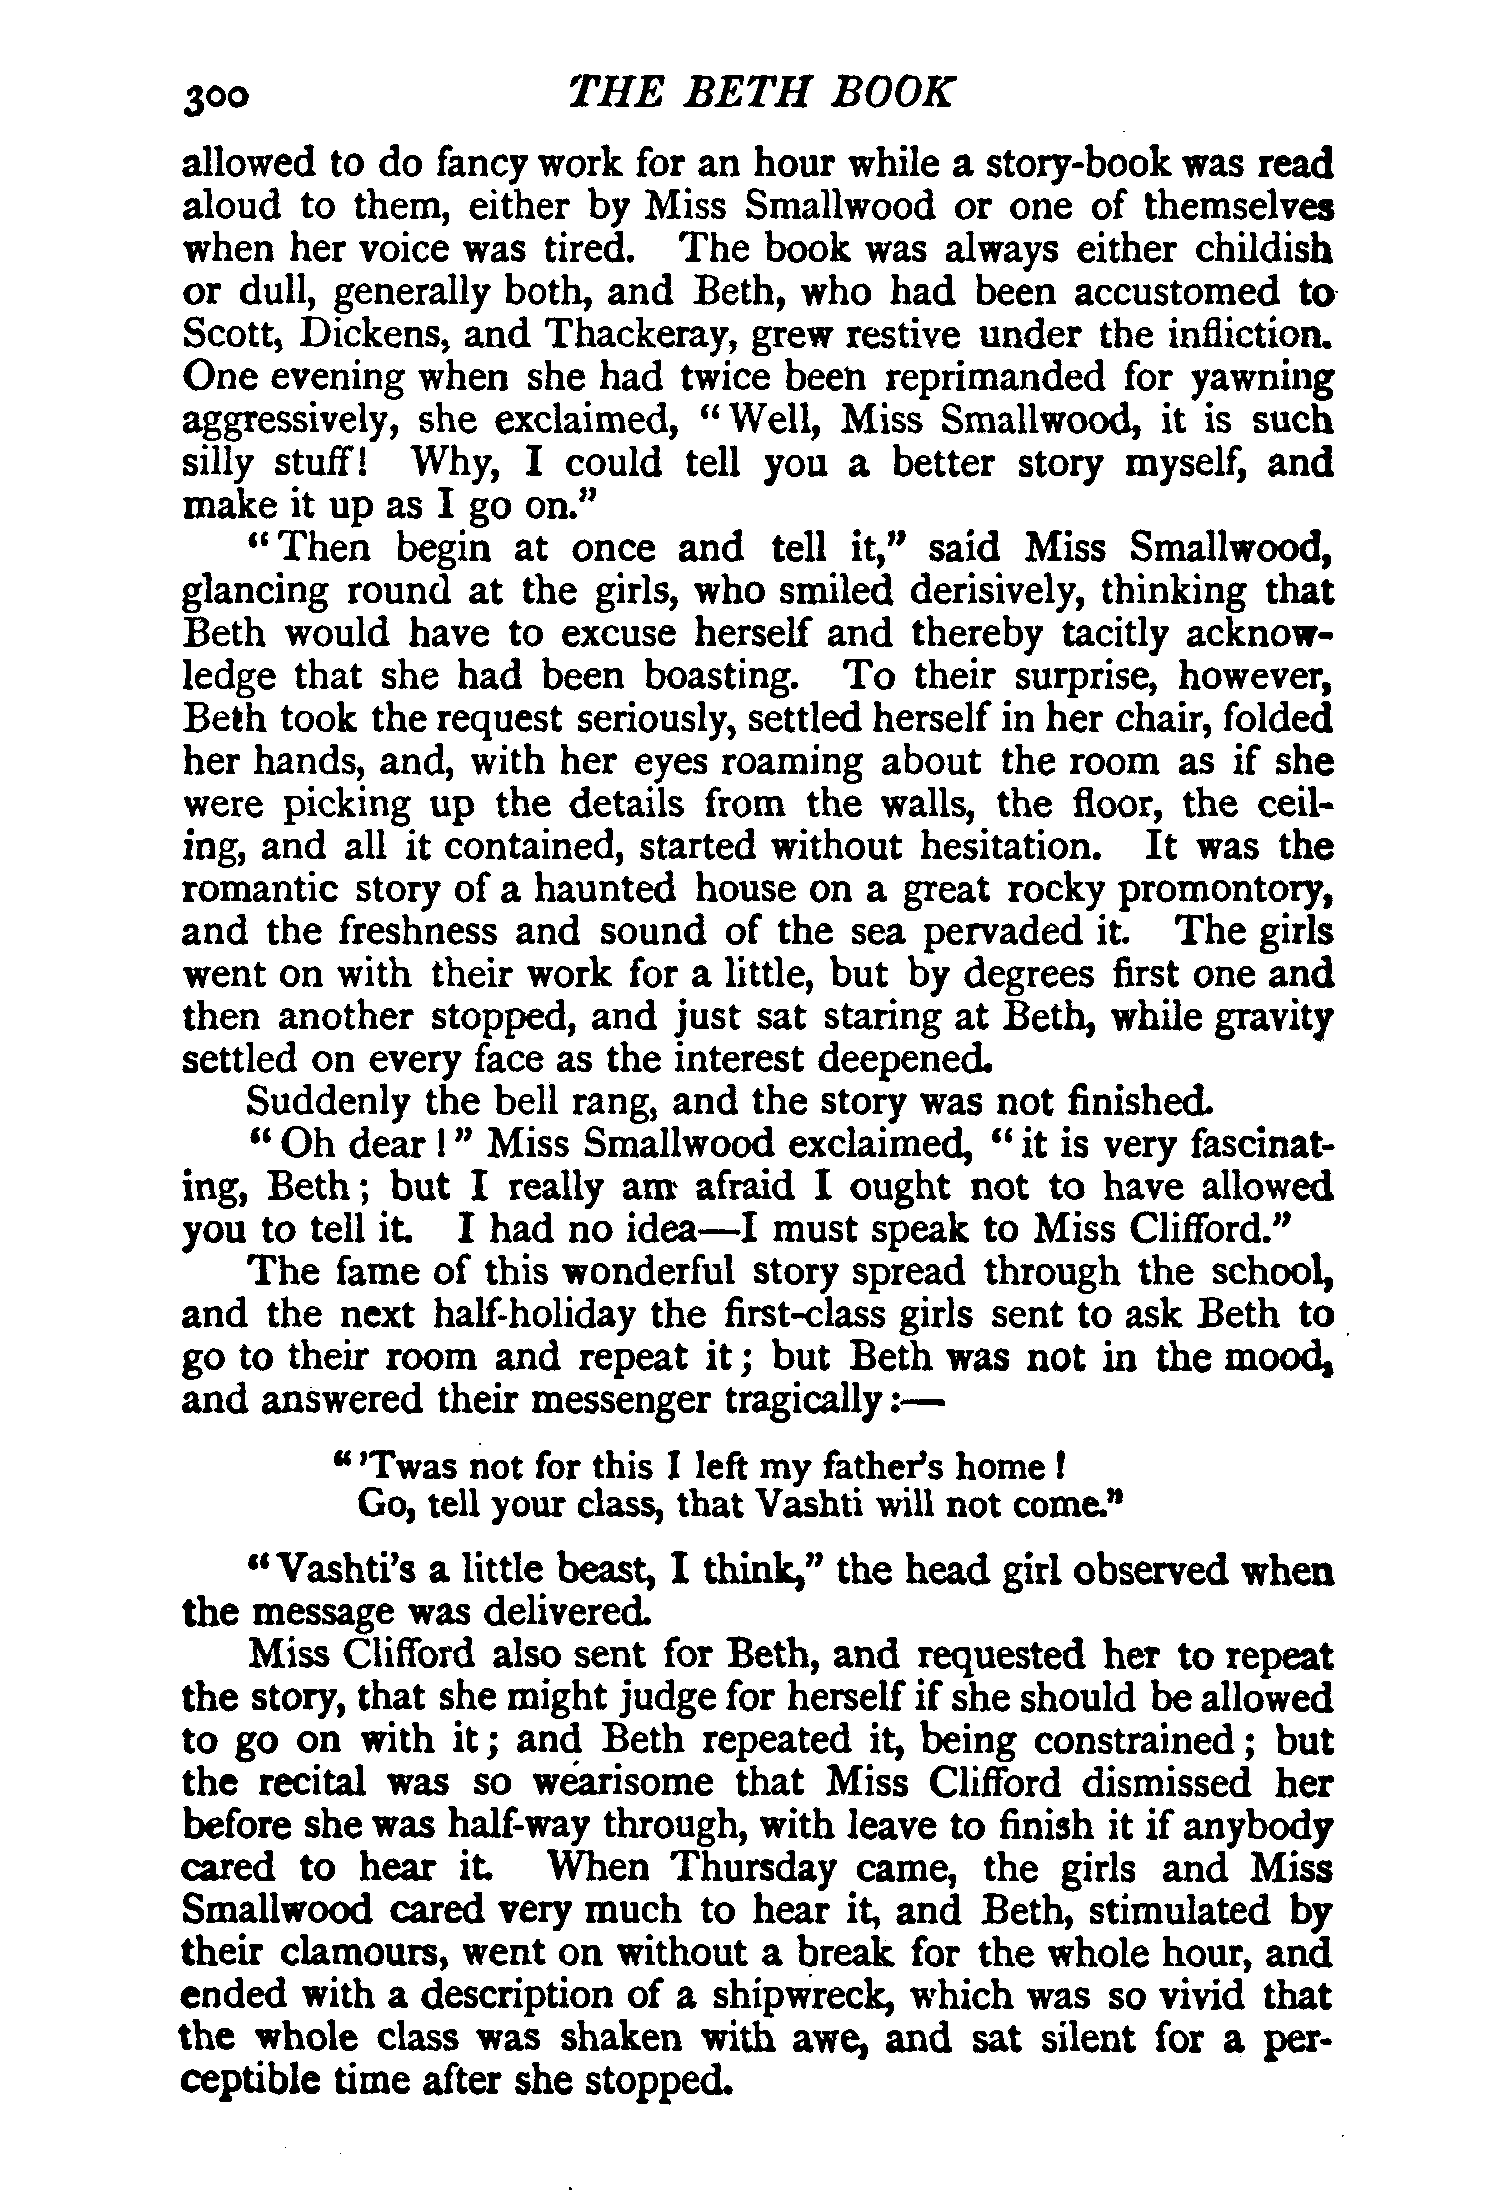 300 THE BETH BOOK
allowed to do fancy work for an hour while a story-book was read
aloud to them, either by Miss Smallwood or one of themselves
when her voice was tired. The book was always either childish
or dull, generally both, and Beth, who had been accustomed to
Scott, Dickens, and Thackeray, grew restive under the infliction.
One evening when she had twice been reprimanded for yawning
aggressively, she exclaimed, “Well, Miss Smallwood, it is such
silly stuff! Why, I could tell you a better story myself, and
make it up as I go on.”
“Then begin at once and tell it,” said Miss Smallwood,
glancing round at the girls, who smiled derisively, thinking that
Beth would have to excuse herself and thereby tacitly acknow-
ledge that she had been boasting. To their surprise, however,
Beth took the request seriously, settled herself in her chair, folded
her hands, and, with her eyes roaming about the room as if she
were picking up the details from the walls, the floor, the ceil-
ing, and all it contained, started without hesitation. It was the
romantic story of a haunted house on a great rocky promontory,
and the freshness and sound of the sea pervaded it. The girls
went on with their work for a little, but by degrees first one and
then another stopped, and just sat staring at Beth, while gravity
settled on every face as the interest deepened.
Suddenly the bell rang, and the story was not finished.
“Oh dear!” Miss Smallwood exclaimed, “it is very fascinat-
ing, Beth; but I really am afraid I ought not to have allowed
you to tell it. I had no idea—I must speak to Miss Clifford.”
The fame of this wonderful story spread through the school,
and the next half-holiday the first-class girls sent to ask Beth to
go to their room and repeat it; but Beth was not in the mood,
and answered their messenger tragically:—
“’Twas not for this I left my father’s home!
Go, tell your class, that Vashti will not come.”
“Vashti’s a little beast, I think,” the head girl observed when
the message was delivered.
Miss Clifford also sent for Beth, and requested her to repeat
the story, that she might judge for herself if she should be allowed
to go on with it; and Beth repeated it, being constrained; but
the recital was so wearisome that Miss Clifford dismissed her
before she was half-way through, with leave to finish it if anybody
cared to hear it. When Thursday came, the girls and Miss
Smallwood cared very much to hear it, and Beth, stimulated by
their clamours, went on without a break for the whole hour, and
ended with a description of a shipwreck, which was so vivid that
the whole class was shaken with awe, and sat silent for a per-
ceptible time after she stopped.